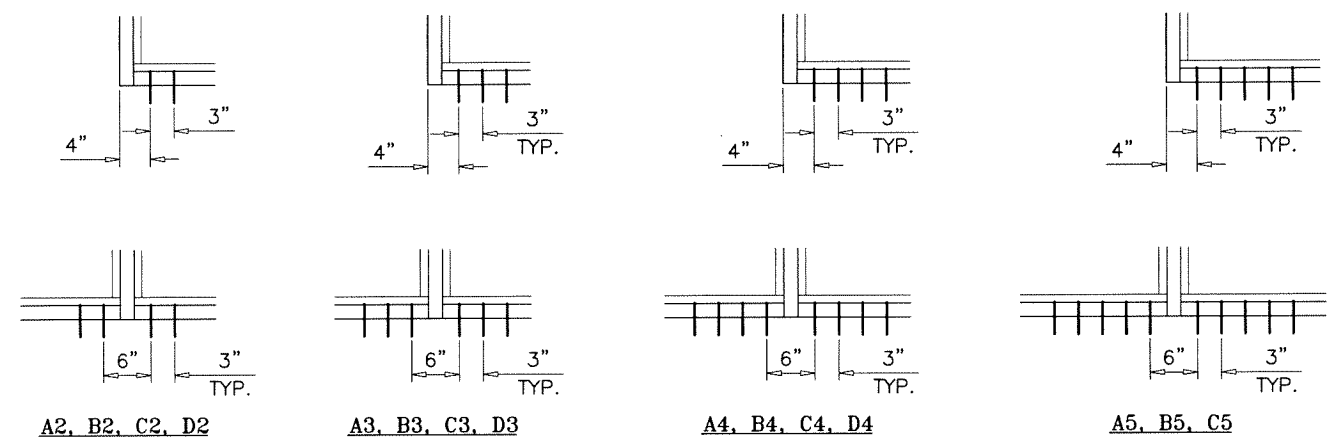 3"
4"
3"
TYP.
4"
3"
TYP.
4"
3"
TYP.
4"
6"
3"
TYP.
6"
3"
TYP.
6"
3"
TYP.
6"
3"
TYP.
A2, B2, C2, D2
A3, B3, C3, D3
A4, B4, C4, D4
A5, B5, C5